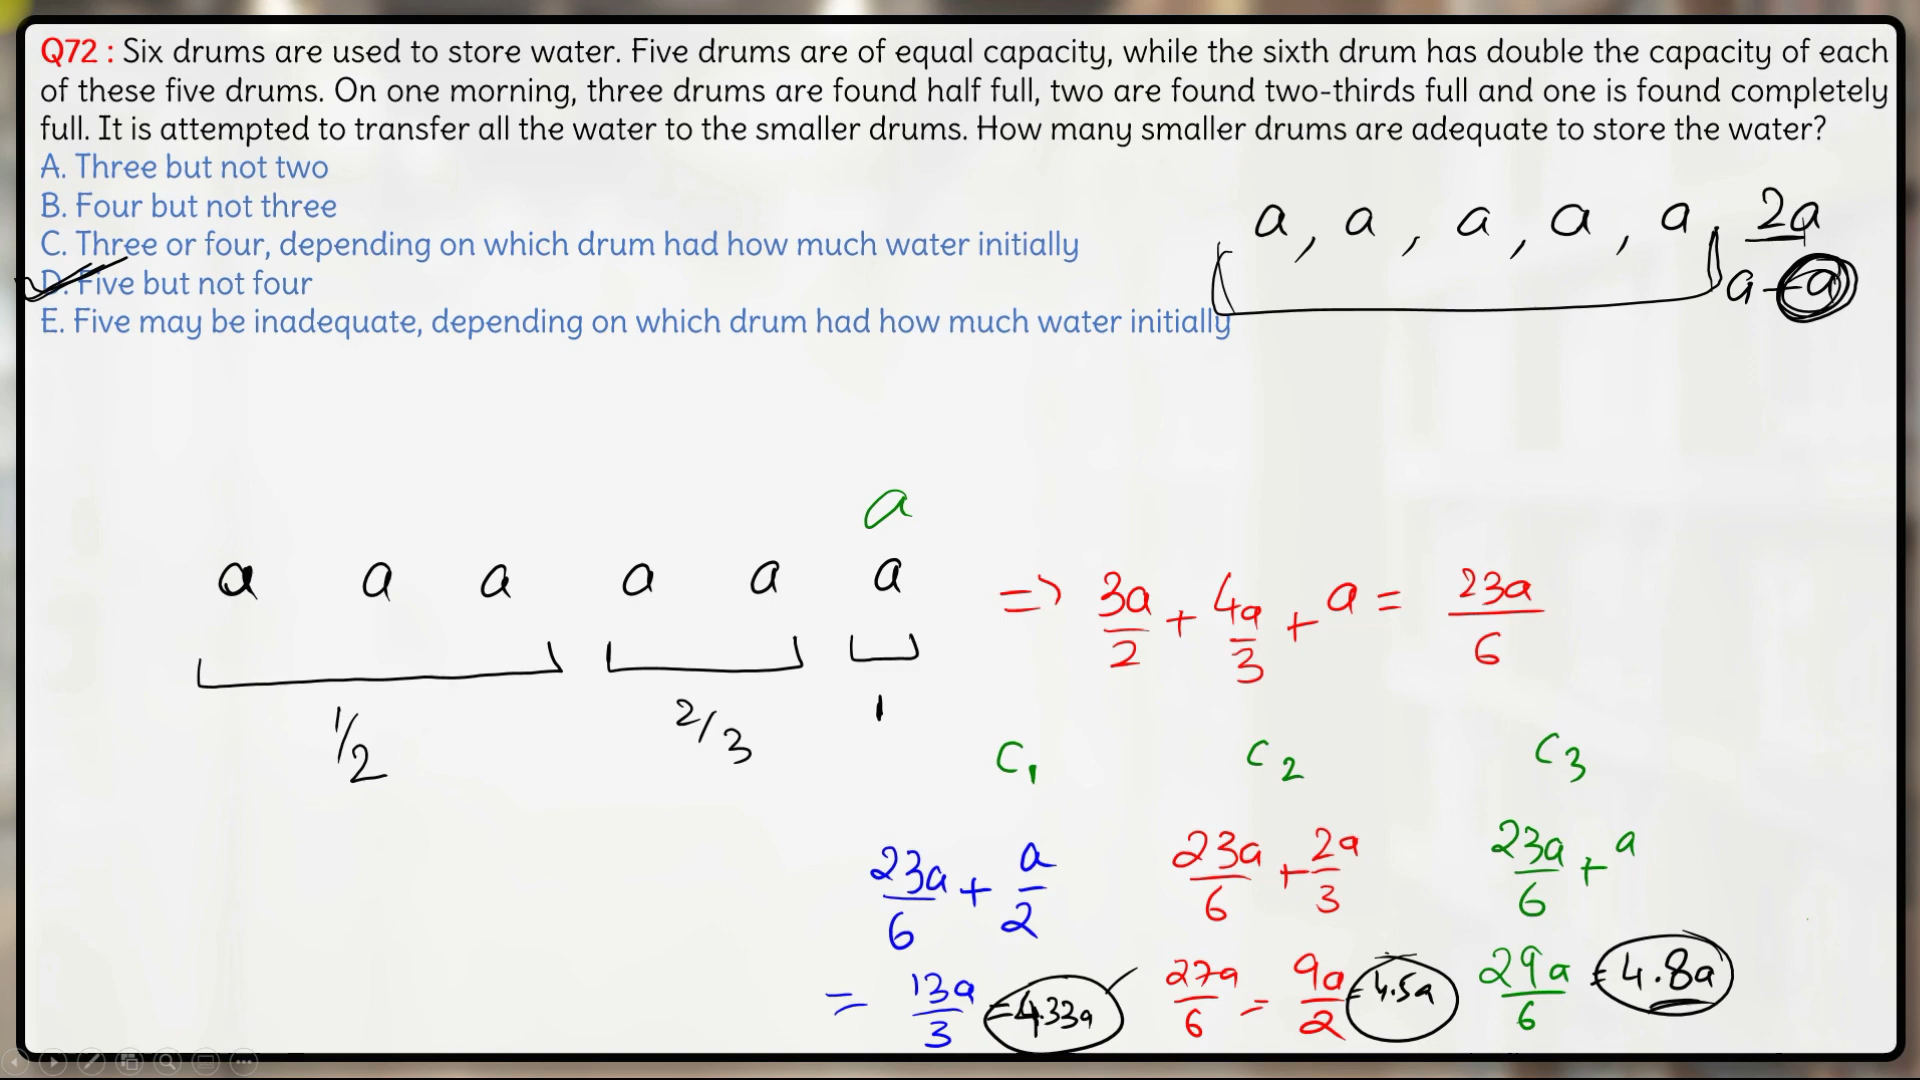 Q72 : Six drums are used to store water. Five drums are of equal capacity, while the sixth drum has double the capacity of each
of these five drums. On one morning, three drums are found half full, two are found two-thirds full and one is found completely
full. It is attempted to transfer all the water to the smaller drums. How many smaller drums are adequate to store the water?
A. Three but not two
B. Four but not three
C. Three or four, depending on which drum had how much water initially
D. Five but not four
E. Five may be inadequate, depending on which drum had how much water initially
a, a, a, a, a, 2a
a + a
a
a a a a a a
1/2 2/3 1
=> 3a/2 + 4a/3 + a = 23a/6
C1 C2 C3
23a/6 + a/2 23a/6 + 2a/3 23a/6 + a
= 13a/3 = 4.33a 27a/6 = 9a/2 = 4.5a 29a/6 = 4.8a